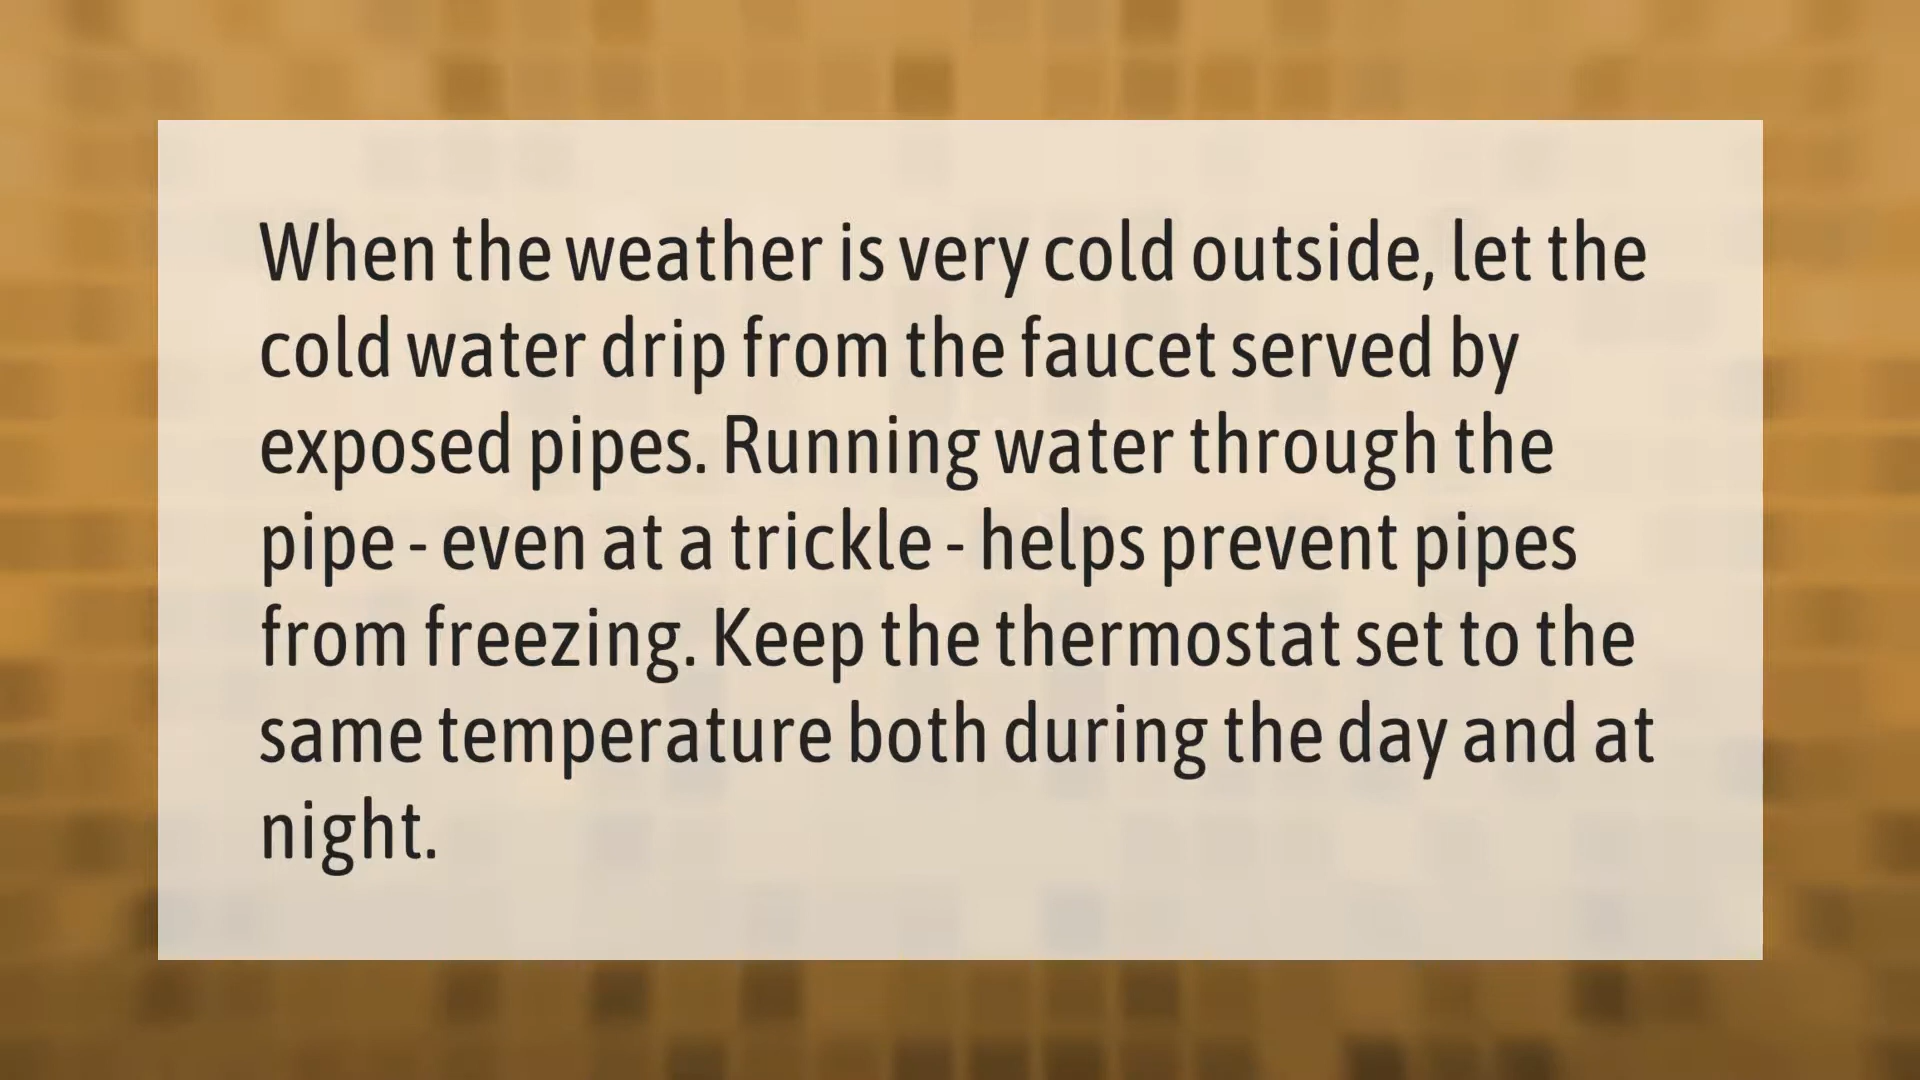 When the weather is very cold outside, let the
cold water drip from the faucet served by
exposed pipes. Running water through the
pipe - even at a trickle - helps prevent pipes
from freezing. Keep the thermostat set to the
same temperature both during the day and at
night.